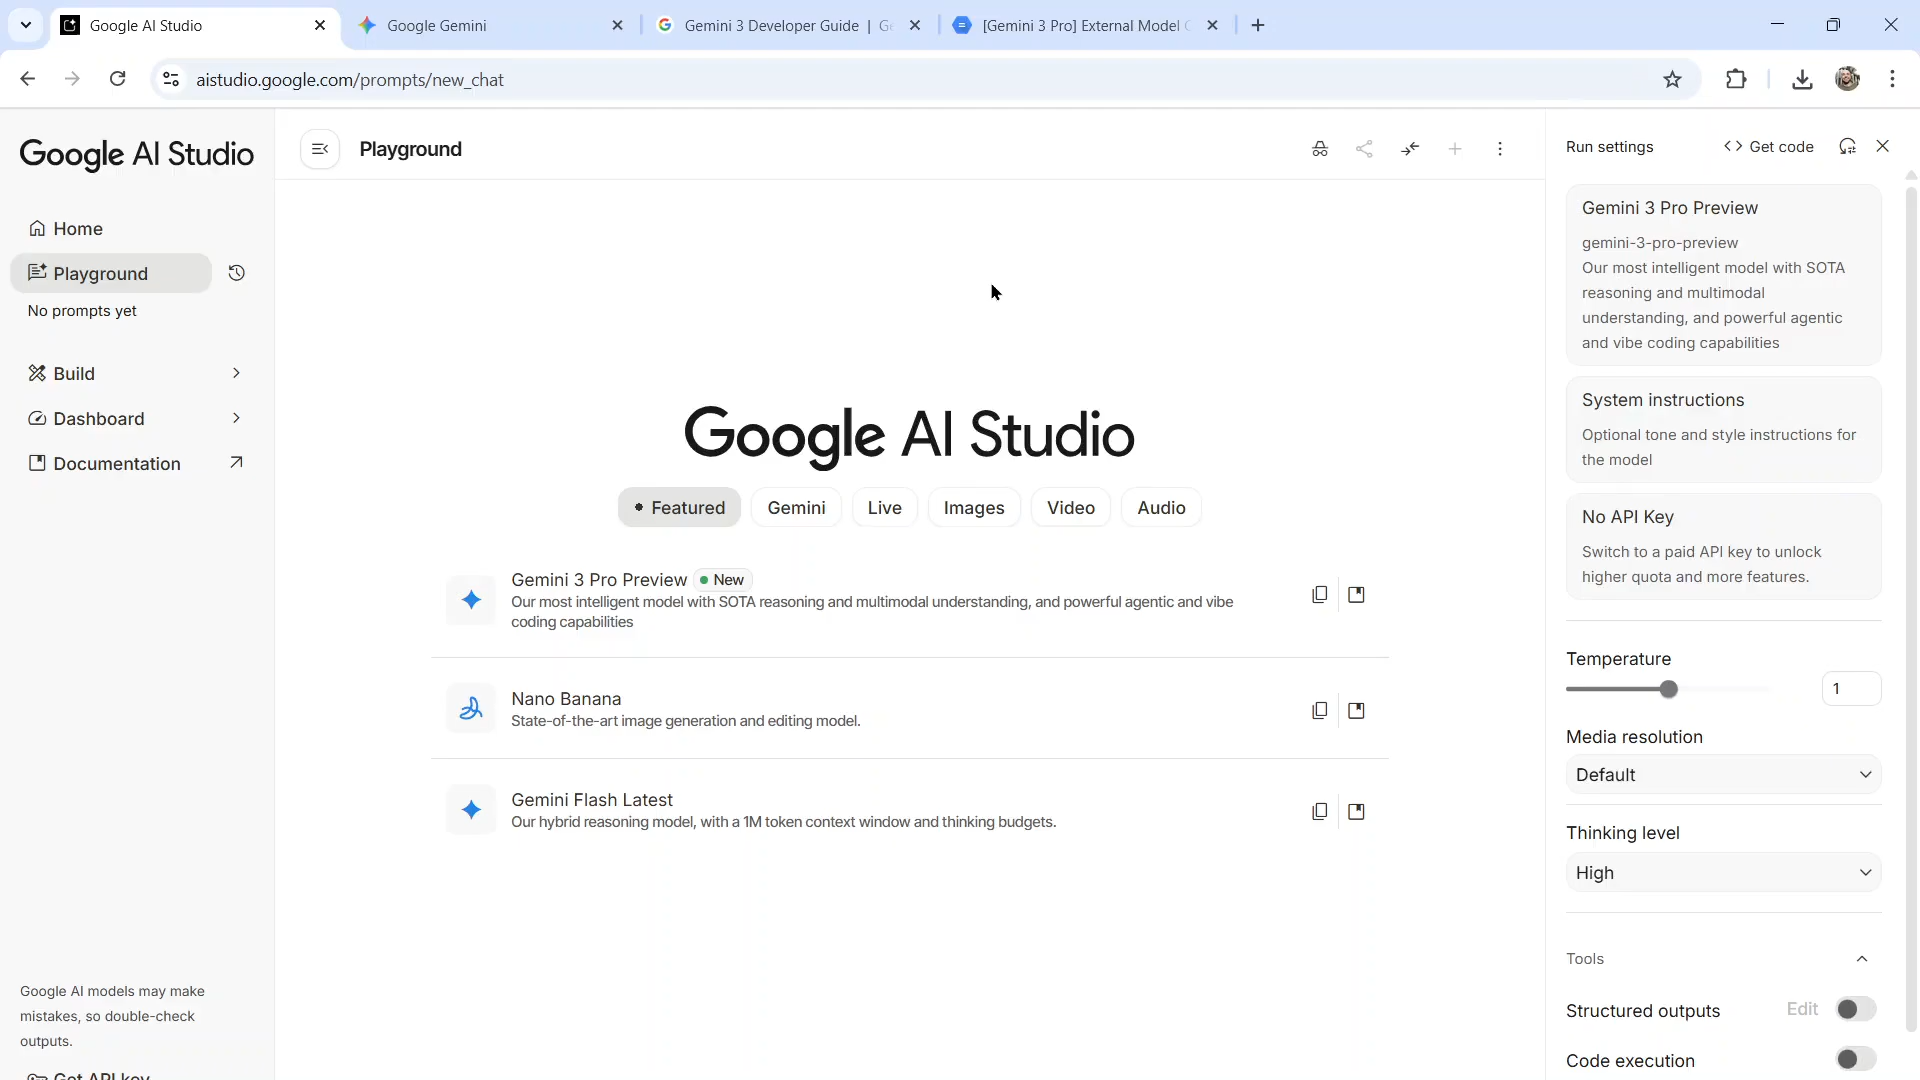 Google AI Studio
Google Gemini
Gemini 3 Developer Guide | Ge
[Gemini 3 Pro] External Model C
aistudio.google.com/prompts/new_chat
Google AI Studio
Home
Playground
No prompts yet
Build
Dashboard
Documentation
Google AI models may make
mistakes, so double-check
outputs.
Get API key
Playground
Google AI Studio
Featured
Gemini
Live
Images
Video
Audio
Gemini 3 Pro Preview
New
Our most intelligent model with SOTA reasoning and multimodal understanding, and powerful agentic and vibe
coding capabilities
Nano Banana
State-of-the-art image generation and editing model.
Gemini Flash Latest
Our hybrid reasoning model, with a 1M token context window and thinking budgets.
Run settings
<> Get code
Gemini 3 Pro Preview
gemini-3-pro-preview
Our most intelligent model with SOTA
reasoning and multimodal
understanding, and powerful agentic
and vibe coding capabilities
System instructions
Optional tone and style instructions for
the model
No API Key
Switch to a paid API key to unlock
higher quota and more features.
Temperature
1
Media resolution
Default
Thinking level
High
Tools
Structured outputs
Edit
Code execution